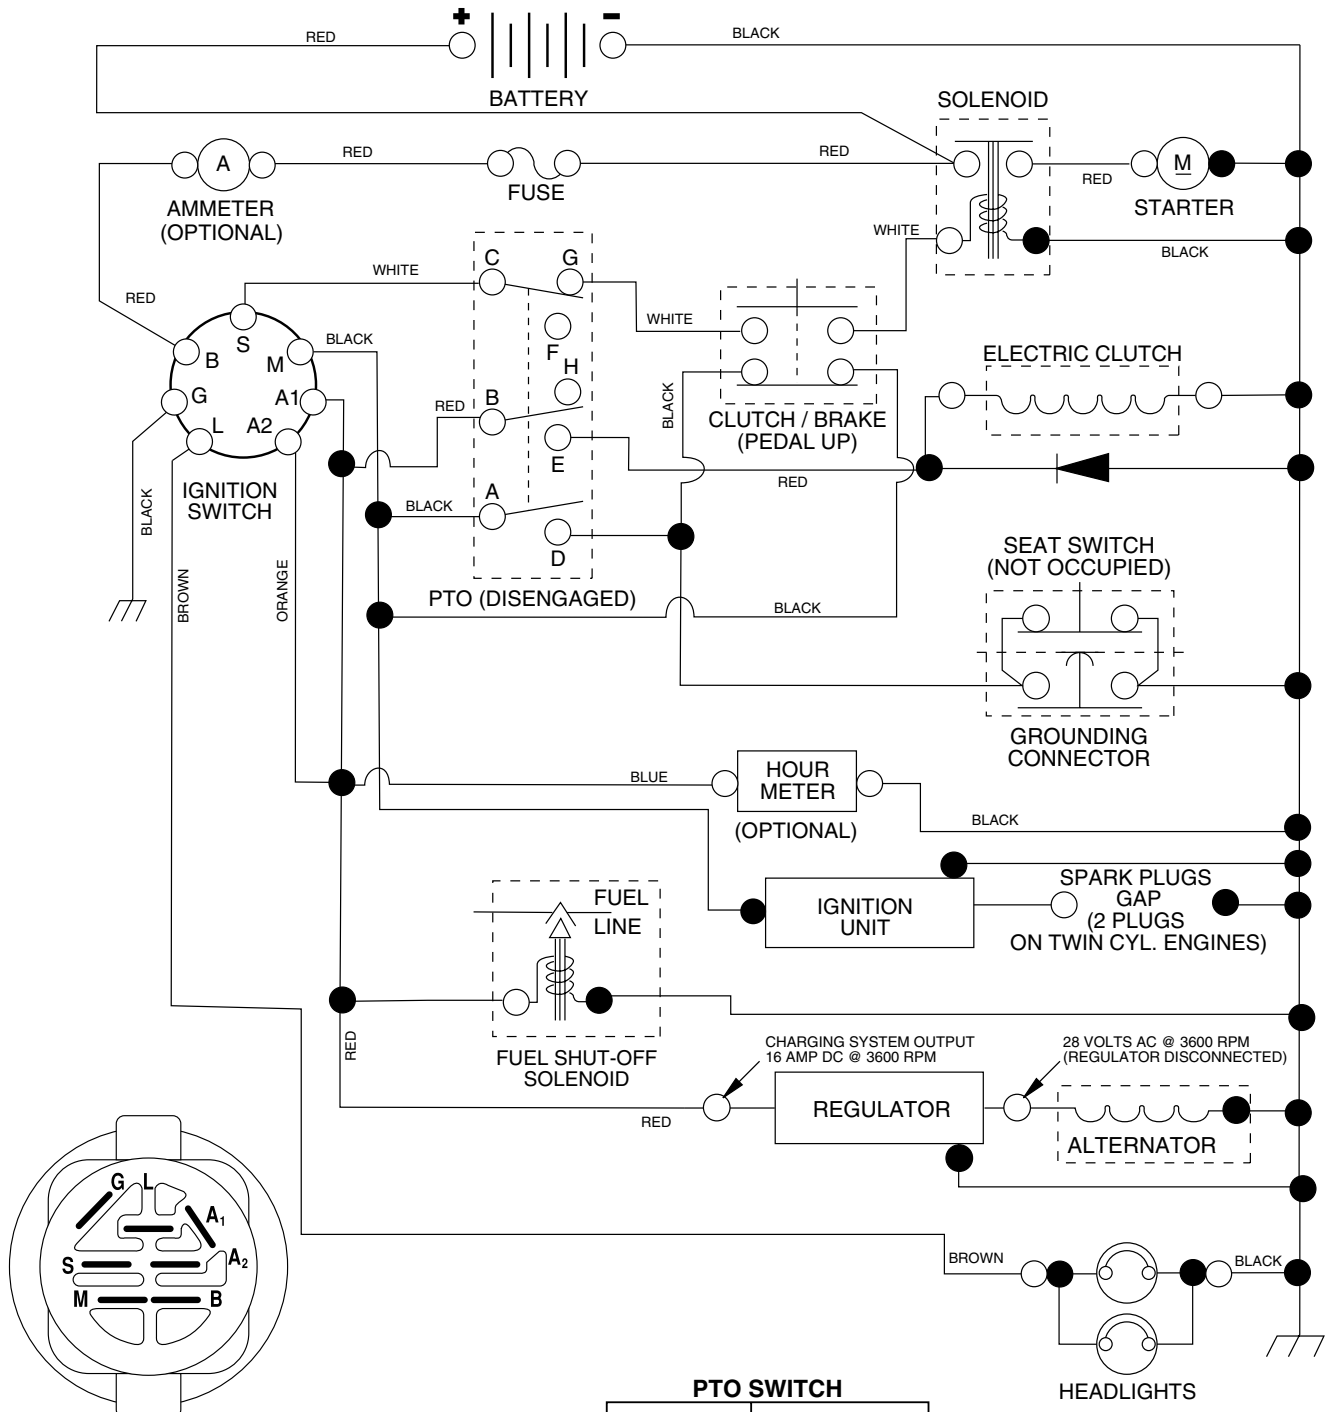 + -
RED
BLACK
BATTERY
SOLENOID
A
RED
RED
FUSE
AMMETER
(OPTIONAL)
RED
M
STARTER
WHITE
BLACK
C
G
WHITE
RED
S
WHITE
F
B
M
BLACK
H
ELECTRIC CLUTCH
G
A1
RED
B
BLACK
CLUTCH / BRAKE
(PEDAL UP)
L
A2
E
RED
IGNITION
SWITCH
A
BLACK
BLACK
D
SEAT SWITCH
(NOT OCCUPIED)
BROWN
ORANGE
PTO (DISENGAGED)
BLACK
GROUNDING
CONNECTOR
BLUE
HOUR
METER
(OPTIONAL)
BLACK
FUEL
LINE
IGNITION
UNIT
SPARK PLUGS
GAP
(2 PLUGS
ON TWIN CYL. ENGINES)
RED
FUEL SHUT-OFF
SOLENOID
CHARGING SYSTEM OUTPUT
16 AMP DC @ 3600 RPM
28 VOLTS AC @ 3600 RPM
(REGULATOR DISCONNECTED)
RED
REGULATOR
ALTERNATOR
G L
A1
S
A2
M
B
BROWN
BLACK
HEADLIGHTS
PTO SWITCH